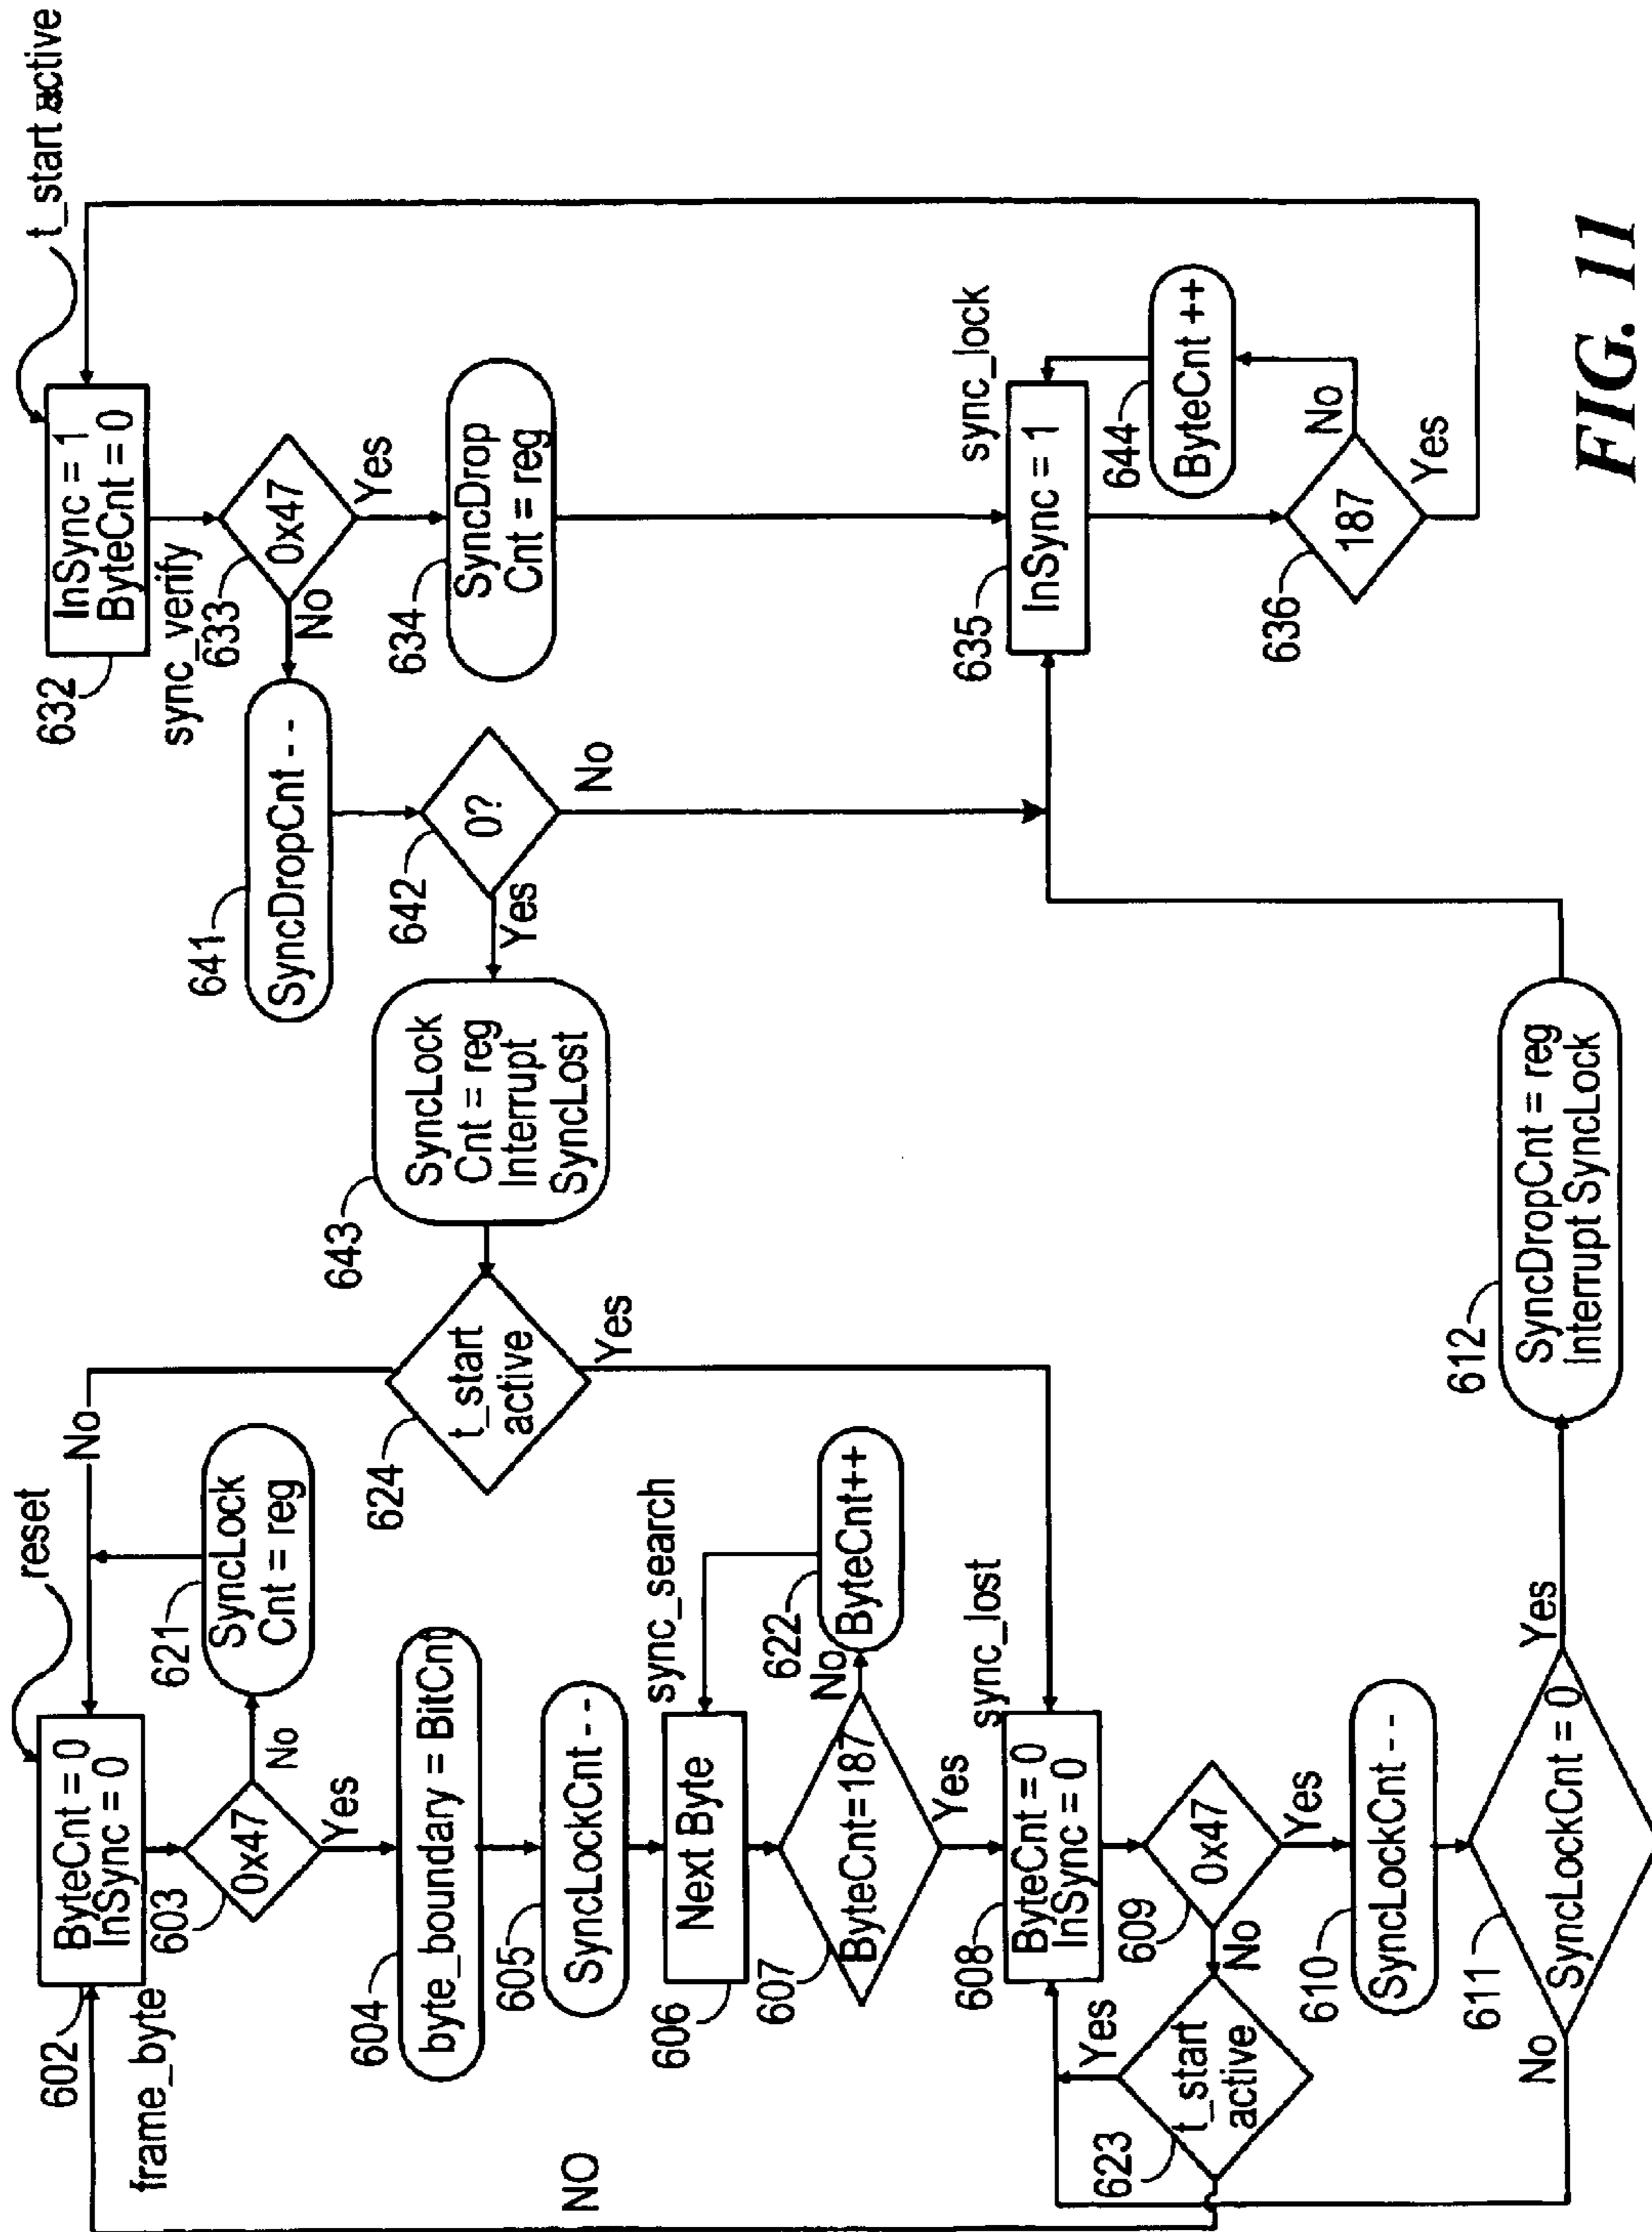 reset
602
ByteCnt = 0
InSync = 0
frame_byte
603
0x47
No
Yes
621
SyncLock
Cnt = reg
No
604
byte_boundary = BitCnt
605
SyncLockCnt - -
606
Next Byte
sync_search
607
ByteCnt=187
No
Yes
622
ByteCnt++
608
ByteCnt = 0
InSync = 0
sync_lost
609
0x47
No
Yes
623
t_start
active
Yes
NO
610
SyncLockCnt - -
611
SyncLockCnt = 0
No
Yes
612
SyncDropCnt = reg
Interrupt SyncLock
624
t_start
active
Yes
643
SyncLock
Cnt = reg
Interrupt
SyncLost
642
0?
Yes
No
641
SyncDropCnt - -
t_start active
632
InSync = 1
ByteCnt = 0
sync_verify
633
0x47
No
Yes
634
SyncDrop
Cnt = reg
635
InSync = 1
sync_lock
644
ByteCnt ++
636
187
No
Yes
FIG. 11